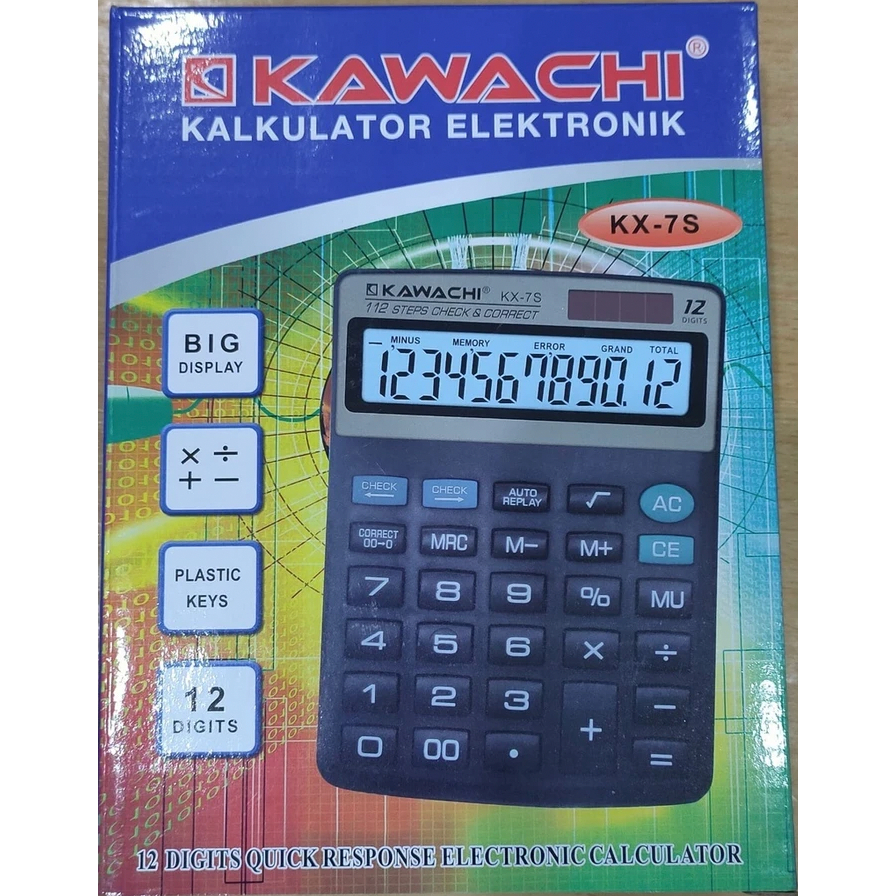 KAWACHI®
KALKULATOR ELEKTRONIK
KX-7S
KAWACHI® KX-7S
112 STEPS CHECK & CORRECT
12
DIGITS
— MINUS MEMORY ERROR GRAND TOTAL
1234567890.12
BIG
DISPLAY
× ÷
+ −
PLASTIC
KEYS
12
DIGITS
CHECK ← CHECK → AUTO REPLAY √ AC
CORRECT 00→0 MRC M− M+ CE
7 8 9 % MU
4 5 6 × ÷
1 2 3 + −
0 00 • =
12 DIGITS QUICK RESPONSE ELECTRONIC CALCULATOR